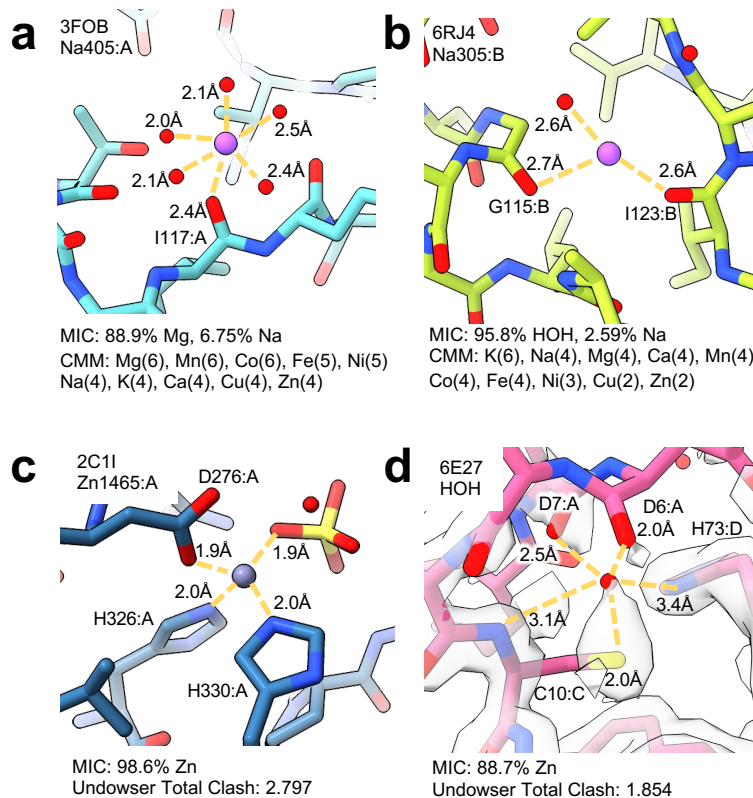 a
3FOB
Na405:A
2.1Å
2.0Å
2.5Å
2.1Å
2.4Å
2.4Å
I117:A
MIC: 88.9% Mg, 6.75% Na
CMM: Mg(6), Mn(6), Co(6), Fe(5), Ni(5)
Na(4), K(4), Ca(4), Cu(4), Zn(4)
b
6RJ4
Na305:B
2.6Å
2.7Å
2.6Å
G115:B
I123:B
MIC: 95.8% HOH, 2.59% Na
CMM: K(6), Na(4), Mg(4), Ca(4), Mn(4)
Co(4), Fe(4), Ni(3), Cu(2), Zn(2)
c
2C1I
Zn1465:A
D276:A
1.9Å
1.9Å
2.0Å
2.0Å
H326:A
H330:A
MIC: 98.6% Zn
Undowser Total Clash: 2.797
d
6E27
HOH
D7:A
D6:A
2.0Å
H73:D
2.5Å
3.4Å
3.1Å
2.0Å
C10:C
MIC: 88.7% Zn
Undowser Total Clash: 1.854